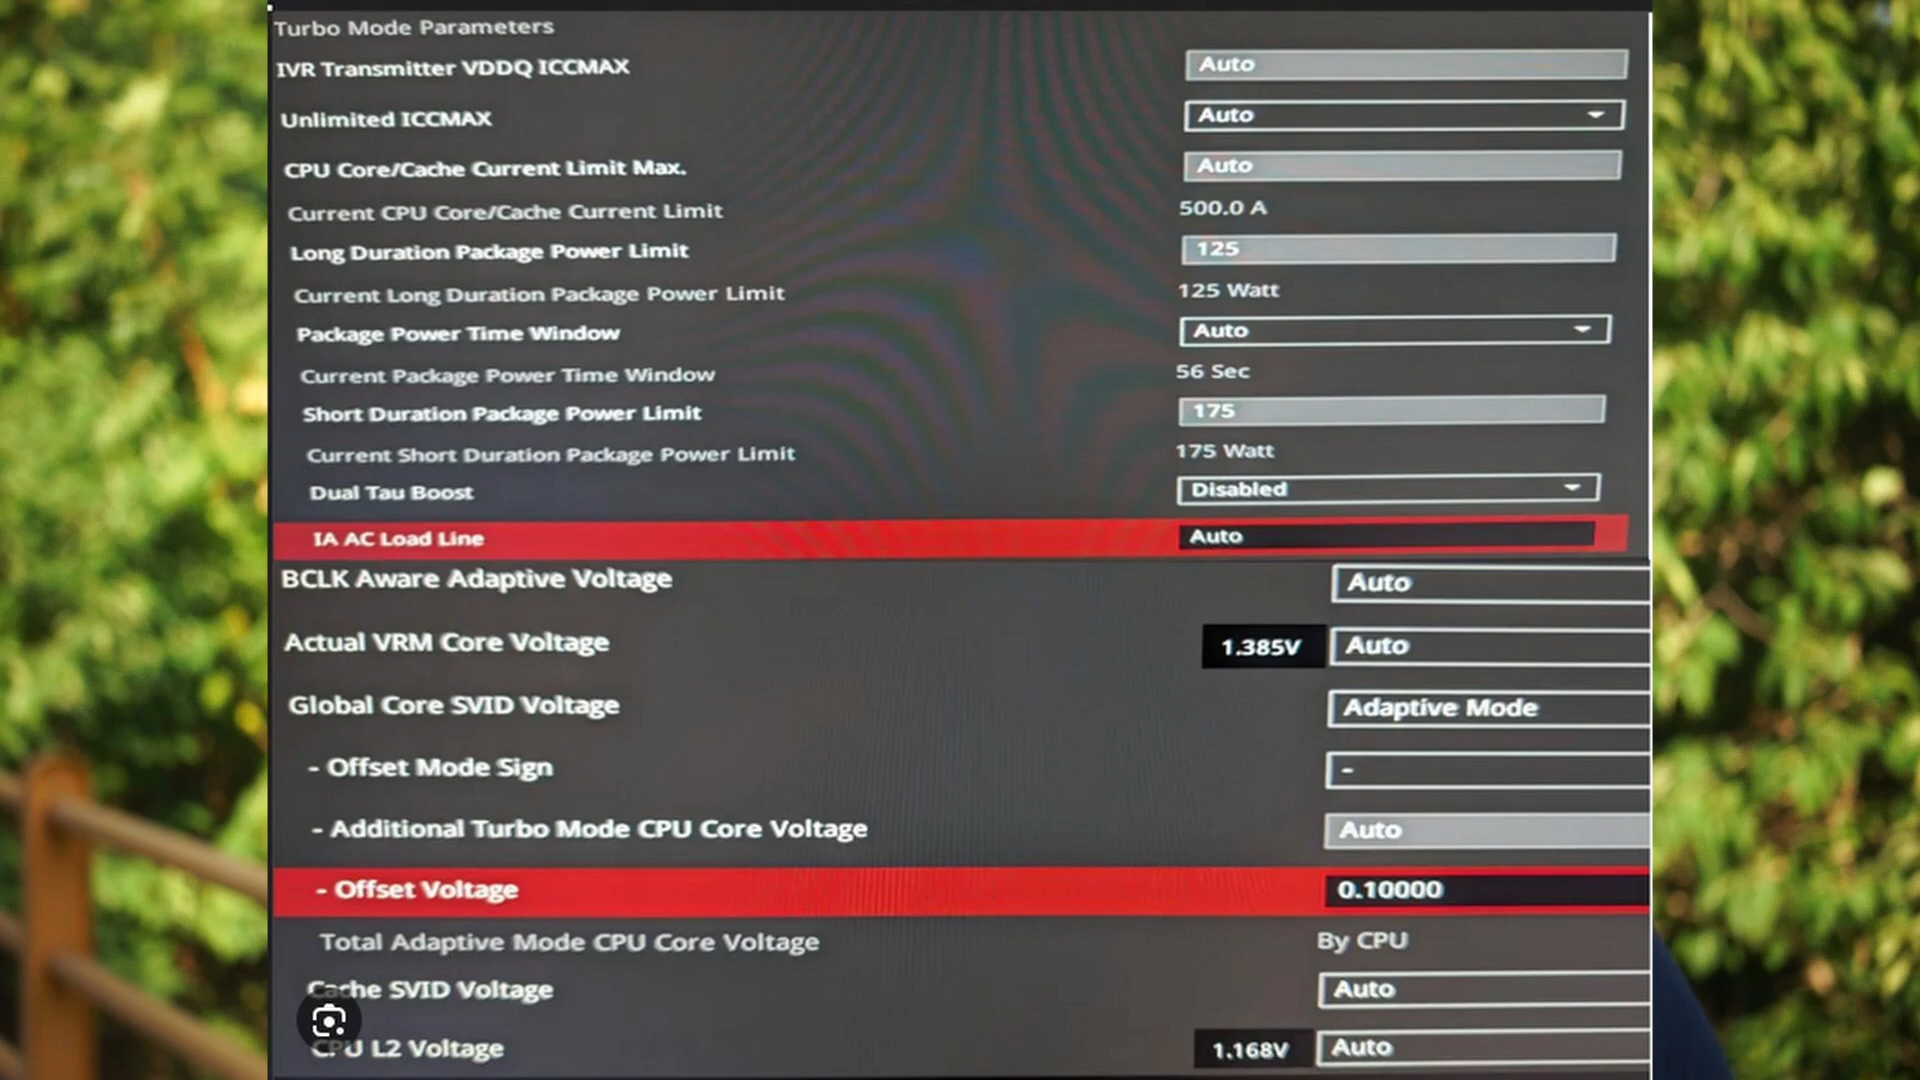 Turbo Mode Parameters
IVR Transmitter VDDQ ICCMAX Auto
Unlimited ICCMAX Auto
CPU Core/Cache Current Limit Max. Auto
Current CPU Core/Cache Current Limit 500.0 A
Long Duration Package Power Limit 125
Current Long Duration Package Power Limit 125 Watt
Package Power Time Window Auto
Current Package Power Time Window 56 Sec
Short Duration Package Power Limit 175
Current Short Duration Package Power Limit 175 Watt
Dual Tau Boost Disabled
IA AC Load Line Auto
BCLK Aware Adaptive Voltage Auto
Actual VRM Core Voltage 1.385V Auto
Global Core SVID Voltage Adaptive Mode
- Offset Mode Sign -
- Additional Turbo Mode CPU Core Voltage Auto
- Offset Voltage 0.10000
Total Adaptive Mode CPU Core Voltage By CPU
Cache SVID Voltage Auto
CPU L2 Voltage 1.168V Auto